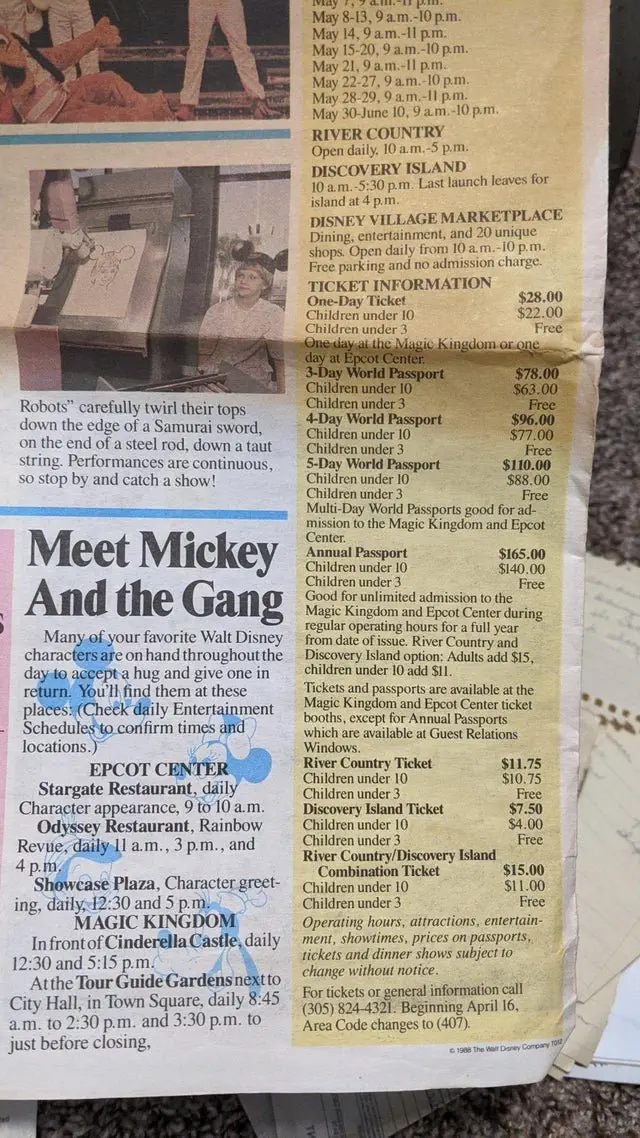 Robots” carefully twirl their tops
down the edge of a Samurai sword,
on the end of a steel rod, down a taut
string. Performances are continuous,
so stop by and catch a show!
Meet Mickey
And the Gang
Many of your favorite Walt Disney
characters are on hand throughout the
day to accept a hug and give one in
return. You’ll find them at these
places: (Check daily Entertainment
Schedules to confirm times and
locations.)
EPCOT CENTER
Stargate Restaurant, daily
Character appearance, 9 to 10 a.m.
Odyssey Restaurant, Rainbow
Revue, daily 11 a.m., 3 p.m., and
4 p.m.
Showcase Plaza, Character greet-
ing, daily, 12:30 and 5 p.m.
MAGIC KINGDOM
In front of Cinderella Castle, daily
12:30 and 5:15 p.m.
At the Tour Guide Gardens next to
City Hall, in Town Square, daily 8:45
a.m. to 2:30 p.m. and 3:30 p.m. to
just before closing,
May 7, 9 a.m.-11 p.m.
May 8-13, 9 a.m.-10 p.m.
May 14, 9 a.m.-11 p.m.
May 15-20, 9 a.m.-10 p.m.
May 21, 9 a.m.-11 p.m.
May 22-27, 9 a.m.-10 p.m.
May 28-29, 9 a.m.-11 p.m.
May 30-June 10, 9 a.m.-10 p.m.
RIVER COUNTRY
Open daily, 10 a.m.-5 p.m.
DISCOVERY ISLAND
10 a.m.-5:30 p.m. Last launch leaves for
island at 4 p.m.
DISNEY VILLAGE MARKETPLACE
Dining, entertainment, and 20 unique
shops. Open daily from 10 a.m.-10 p.m.
Free parking and no admission charge.
TICKET INFORMATION
One-Day Ticket $28.00
Children under 10 $22.00
Children under 3 Free
One day at the Magic Kingdom or one
day at Epcot Center.
3-Day World Passport $78.00
Children under 10 $63.00
Children under 3 Free
4-Day World Passport $96.00
Children under 10 $77.00
Children under 3 Free
5-Day World Passport $110.00
Children under 10 $88.00
Children under 3 Free
Multi-Day World Passports good for ad-
mission to the Magic Kingdom and Epcot
Center.
Annual Passport $165.00
Children under 10 $140.00
Children under 3 Free
Good for unlimited admission to the
Magic Kingdom and Epcot Center during
regular operating hours for a full year
from date of issue. River Country and
Discovery Island option: Adults add $15,
children under 10 add $11.
Tickets and passports are available at the
Magic Kingdom and Epcot Center ticket
booths, except for Annual Passports
which are available at Guest Relations
Windows.
River Country Ticket $11.75
Children under 10 $10.75
Children under 3 Free
Discovery Island Ticket $7.50
Children under 10 $4.00
Children under 3 Free
River Country/Discovery Island
Combination Ticket $15.00
Children under 10 $11.00
Children under 3 Free
Operating hours, attractions, entertain-
ment, showtimes, prices on passports,
tickets and dinner shows subject to
change without notice.
For tickets or general information call
(305) 824-4321. Beginning April 16,
Area Code changes to (407).
© 1988 The Walt Disney Company